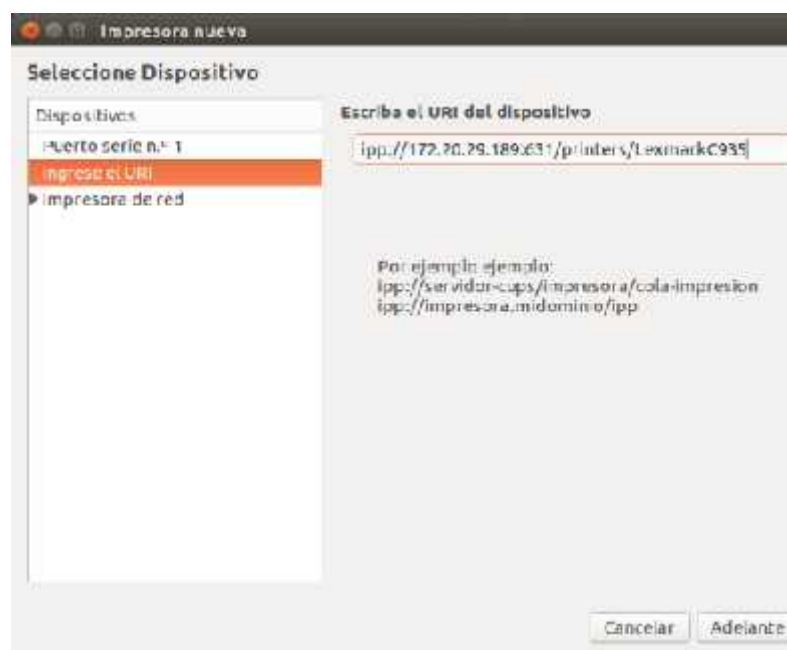 Impresora nueva
Seleccione Dispositivo
Dispositivos
Puerto serie n.º 1
Ingrese el URI
Impresora de red
Escriba el URI del dispositivo
ipp://172.20.29.189:631/printers/LexmarkC935
Por ejemplo ejemplo:
ipp://servidor-cups/impresora/cola-impresion
ipp://impresora.midominio/ipp
Cancelar
Adelante